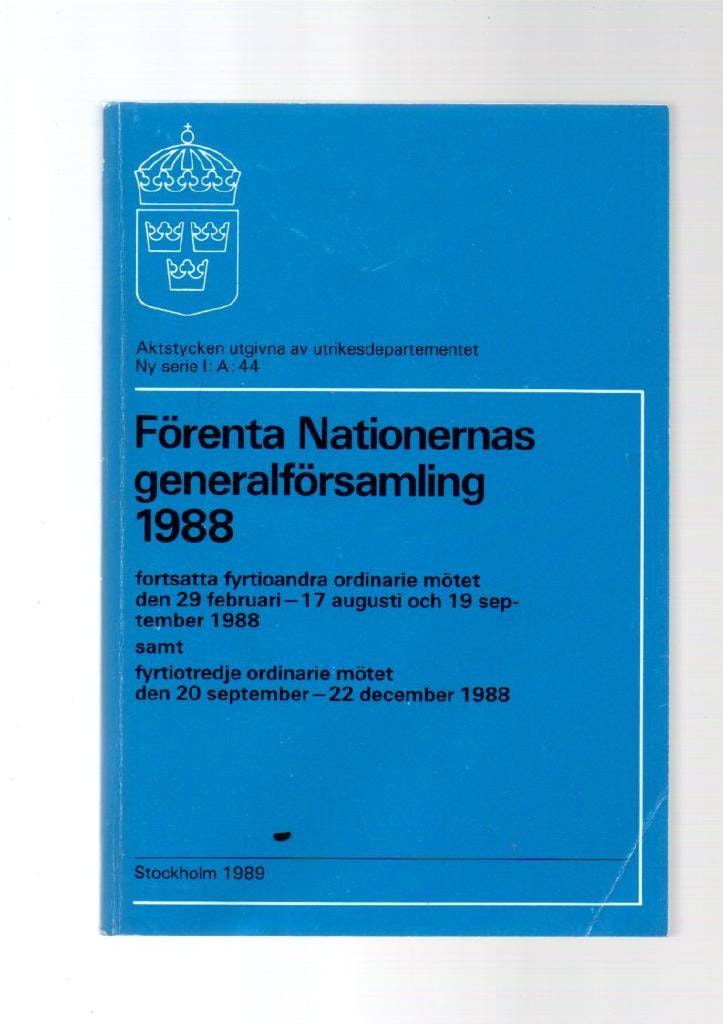 Aktstycken utgivna av utrikesdepartementet
Ny serie I:A:44
Förenta Nationernas
generalförsamling
1988
fortsatta fyrtioandra ordinarie mötet
den 29 februari–17 augusti och 19 sep-
tember 1988
samt
fyrtiotredje ordinarie mötet
den 20 september–22 december 1988
Stockholm 1989